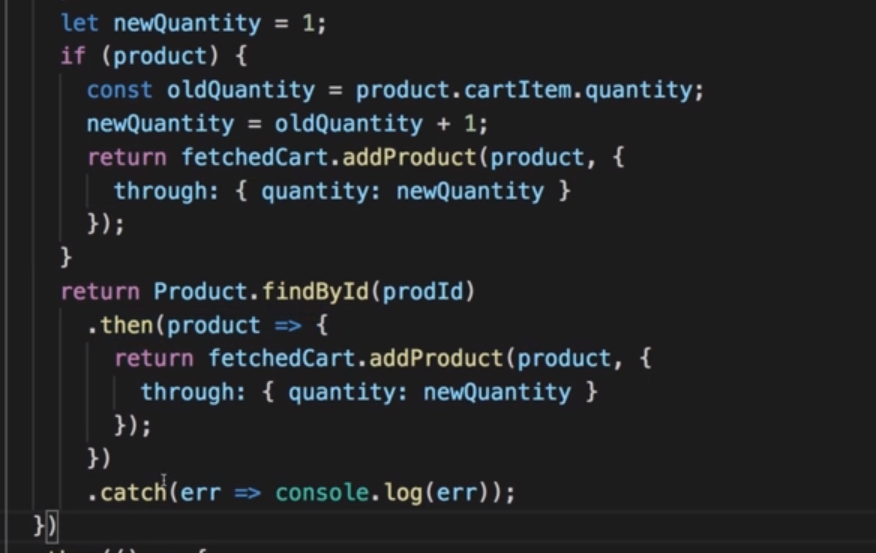 let newQuantity = 1;
if (product) {
const oldQuantity = product.cartItem.quantity;
newQuantity = oldQuantity + 1;
return fetchedCart.addProduct(product, {
through: { quantity: newQuantity }
});
}
return Product.findById(prodId)
.then(product => {
return fetchedCart.addProduct(product, {
through: { quantity: newQuantity }
});
})
.catch(err => console.log(err));
})